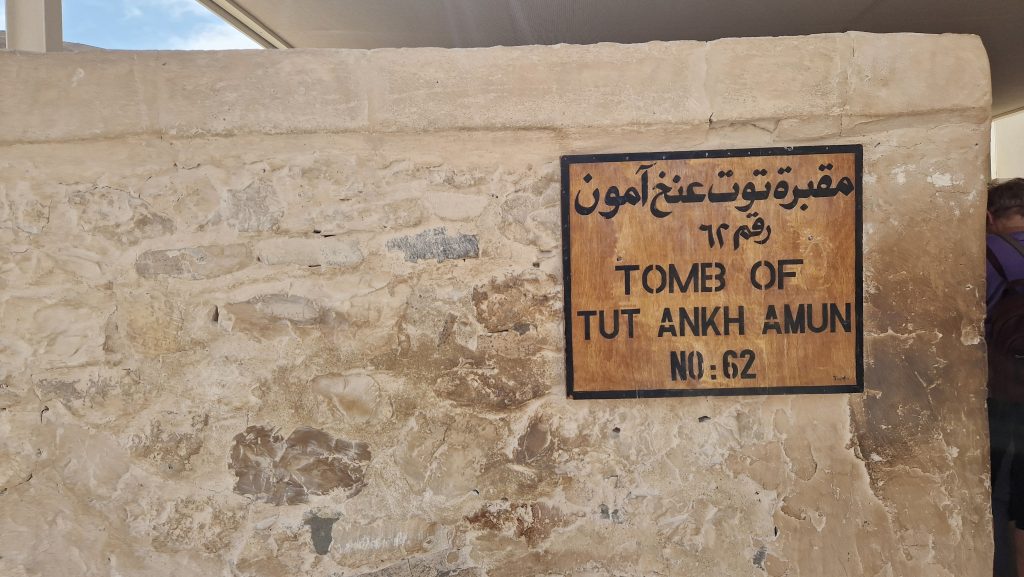 مقبرة توت عنخ آمون
رقم ٦٢
TOMB OF
TUT ANKH AMUN
NO: 62